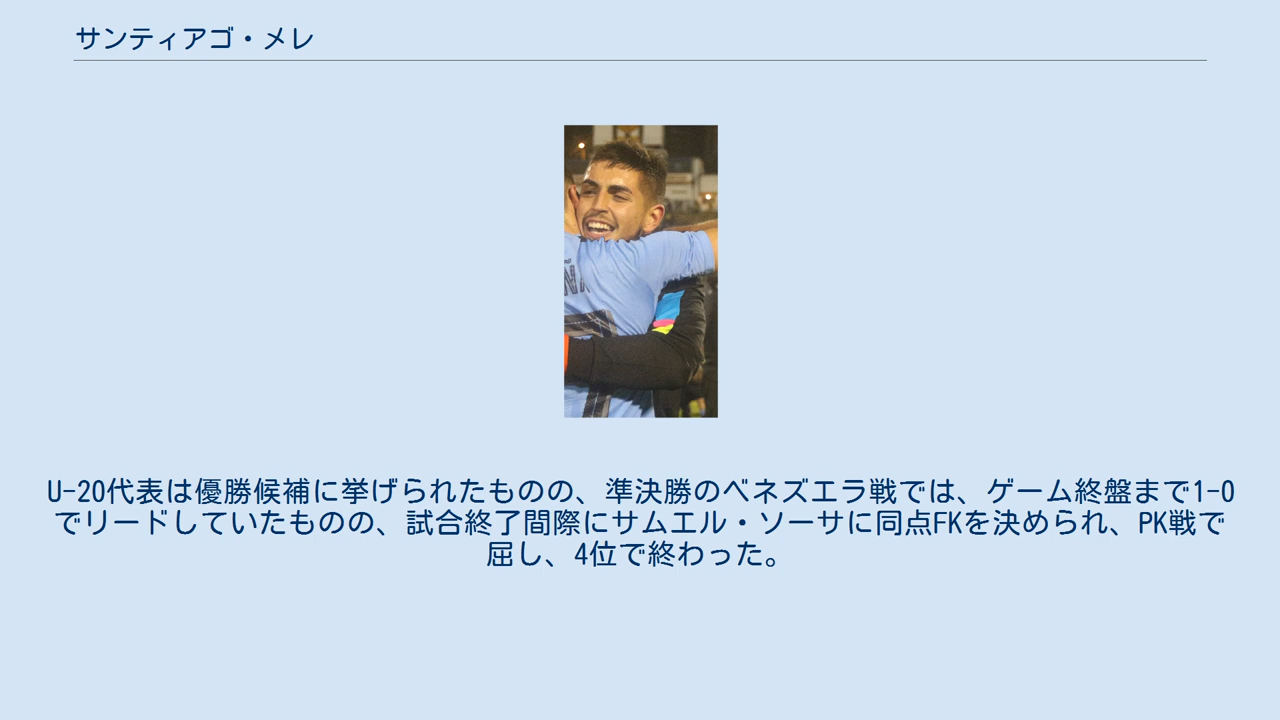 サンティアゴ・メレ
U-20代表は優勝候補に挙げられたものの、準決勝のベネズエラ戦では、ゲーム終盤まで1-0
でリードしていたものの、試合終了間際にサムエル・ソーサに同点FKを決められ、PK戦で
屈し、4位で終わった。